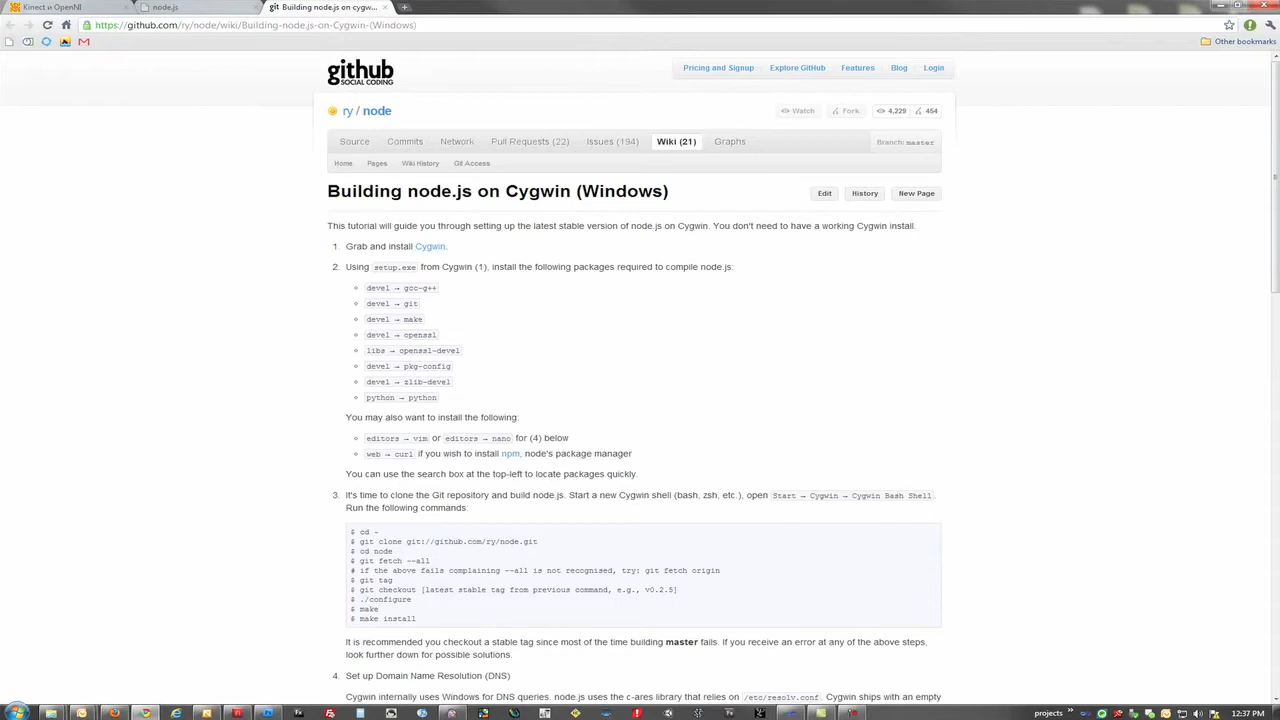 Kinect и OpenNI
node.js
git Building node.js on cygw...
https://github.com/ry/node/wiki/Building-node.js-on-Cygwin-(Windows)
Other bookmarks
github
SOCIAL CODING
Pricing and Signup
Explore GitHub
Features
Blog
Login
ry / node
Watch
Fork
4,229
454
Source
Commits
Network
Pull Requests (22)
Issues (194)
Wiki (21)
Graphs
Branch: master
Home
Pages
Wiki History
Git Access
Building node.js on Cygwin (Windows)
Edit
History
New Page
This tutorial will guide you through setting up the latest stable version of node.js on Cygwin. You don't need to have a working Cygwin install.
1. Grab and install Cygwin.
2. Using setup.exe from Cygwin (1), install the following packages required to compile node.js:
devel → gcc-g++
devel → git
devel → make
devel → openssl
libs → openssl-devel
devel → pkg-config
devel → zlib-devel
python → python
You may also want to install the following:
editors → vim or editors → nano for (4) below
web → curl if you wish to install npm, node's package manager
You can use the search box at the top-left to locate packages quickly.
3. It's time to clone the Git repository and build node.js. Start a new Cygwin shell (bash, zsh, etc.), open Start → Cygwin → Cygwin Bash Shell.
Run the following commands:
$ cd ~
$ git clone git://github.com/ry/node.git
$ cd node
$ git fetch --all
# if the above fails complaining --all is not recognised, try: git fetch origin
$ git tag
$ git checkout [latest stable tag from previous command, e.g., v0.2.5]
$ ./configure
$ make
$ make install
It is recommended you checkout a stable tag since most of the time building master fails. If you receive an error at any of the above steps,
look further down for possible solutions.
4. Set up Domain Name Resolution (DNS)
Cygwin internally uses Windows for DNS queries. node.js uses the c-ares library that relies on /etc/resolv.conf. Cygwin ships with an empty
projects
12:37 PM